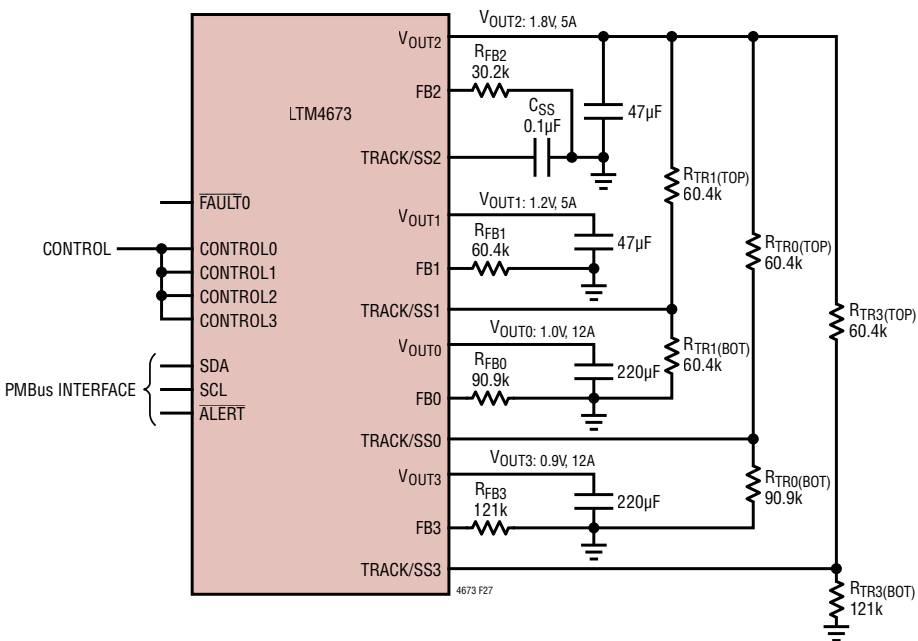 LTM4673
FAULT0
CONTROL
CONTROL0
CONTROL1
CONTROL2
CONTROL3
PMBus INTERFACE
SDA
SCL
ALERT
VOUT2
VOUT2: 1.8V, 5A
FB2
RFB2
30.2k
CSS
0.1µF
47µF
TRACK/SS2
RTR1(TOP)
60.4k
VOUT1
VOUT1: 1.2V, 5A
RFB1
60.4k
47µF
FB1
RTR0(TOP)
60.4k
TRACK/SS1
RTR3(TOP)
60.4k
VOUT0
VOUT0: 1.0V, 12A
RFB0
90.9k
220µF
RTR1(BOT)
60.4k
FB0
TRACK/SS0
VOUT3
VOUT3: 0.9V, 12A
RFB3
121k
220µF
RTR0(BOT)
90.9k
FB3
TRACK/SS3
RTR3(BOT)
121k
4673 F27